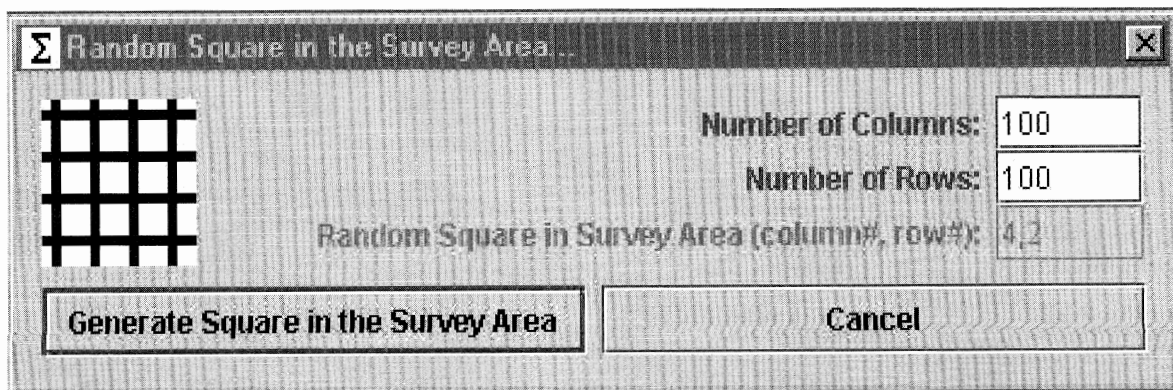 Σ Random Square in the Survey Area...
Number of Columns: 100
Number of Rows: 100
Random Square in Survey Area (column#, row#): 4,2
Generate Square in the Survey Area
Cancel